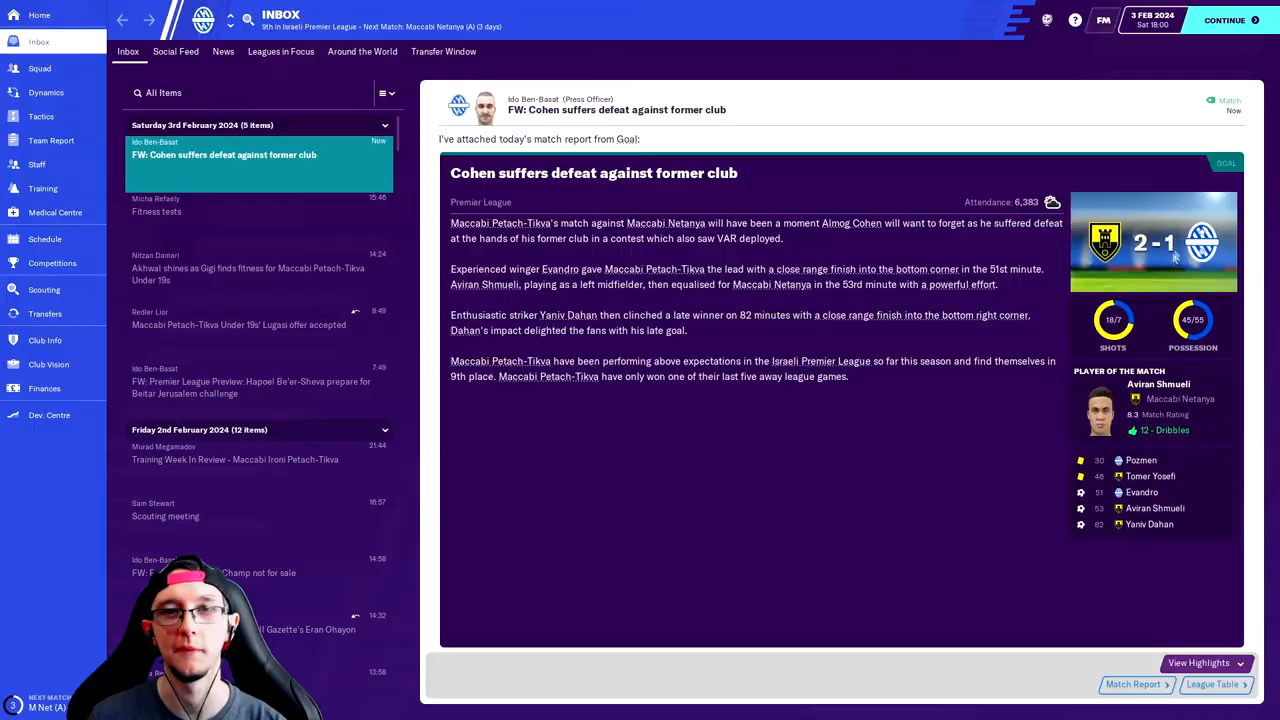 Home
INBOX
9th in Israeli Premier League - Next Match: Maccabi Netanya (A) (3 days)
?
FM
3 FEB 2024
Sat 18:00
CONTINUE
Inbox
Squad
Dynamics
Tactics
Team Report
Staff
Training
Medical Centre
Schedule
Competitions
Scouting
Transfers
Club Info
Club Vision
Finances
Dev. Centre
3
NEXT MATCH
M Net (A)
Inbox
Social Feed
News
Leagues in Focus
Around the World
Transfer Window
All Items
Saturday 3rd February 2024 (5 items)
Ido Ben-Basat
Now
FW: Cohen suffers defeat against former club
Micha Refaely
15:46
Fitness tests
Nitzan Damari
14:24
Akhwal shines as Gigi finds fitness for Maccabi Petach-Tikva
Under 19s
Redler Lior
8:49
Maccabi Petach-Tikva Under 19s' Lugasi offer accepted
Ido Ben-Basat
7:49
FW: Premier League Preview: Hapoel Be'er-Sheva prepare for
Beitar Jerusalem challenge
Friday 2nd February 2024 (12 items)
Murad Megamadov
21:44
Training Week In Review - Maccabi Ironi Petach-Tikva
Sam Stewart
16:57
Scouting meeting
Ido Ben-
14:58
FW:
Champ not for sale
14:32
Gazette's Eran Ohayon
13:58
Ido Ben-Basat (Press Officer)
FW: Cohen suffers defeat against former club
Match
Now
I've attached today's match report from Goal:
GOAL
Cohen suffers defeat against former club
Premier League
Attendance: 6,383
Maccabi Petach-Tikva's match against Maccabi Netanya will have been a moment Almog Cohen will want to forget as he suffered defeat
at the hands of his former club in a contest which also saw VAR deployed.
Experienced winger Evandro gave Maccabi Petach-Tikva the lead with a close range finish into the bottom corner in the 51st minute.
Aviran Shmueli, playing as a left midfielder, then equalised for Maccabi Netanya in the 53rd minute with a powerful effort.
Enthusiastic striker Yaniv Dahan then clinched a late winner on 82 minutes with a close range finish into the bottom right corner.
Dahan's impact delighted the fans with his late goal.
Maccabi Petach-Tikva have been performing above expectations in the Israeli Premier League so far this season and find themselves in
9th place. Maccabi Petach-Tikva have only won one of their last five away league games.
2 - 1
18/7
SHOTS
45/55
POSSESSION
PLAYER OF THE MATCH
Aviran Shmueli
Maccabi Netanya
8.3 Match Rating
12 - Dribbles
30 Pozmen
46 Tomer Yosefi
51 Evandro
53 Aviran Shmueli
82 Yaniv Dahan
View Highlights
Match Report
League Table